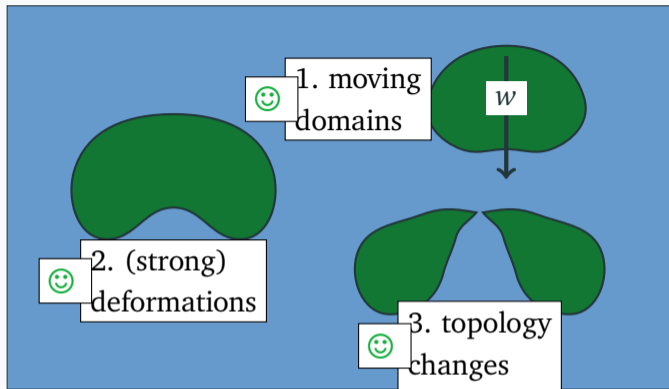 1. moving
domains
w
2. (strong)
deformations
3. topology
changes